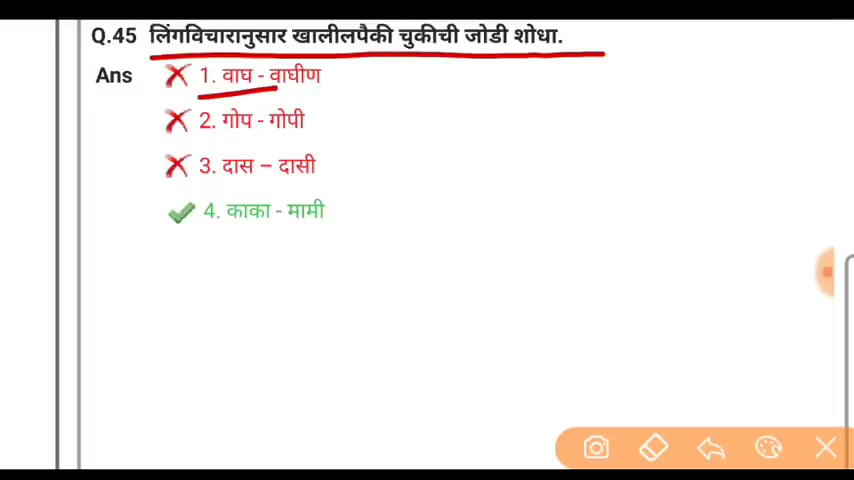 Q.45 लिंगविचारानुसार खालीलपैकी चुकीची जोडी शोधा.
Ans 1. वाघ - वाघीण
2. गोप - गोपी
3. दास – दासी
4. काका - मामी